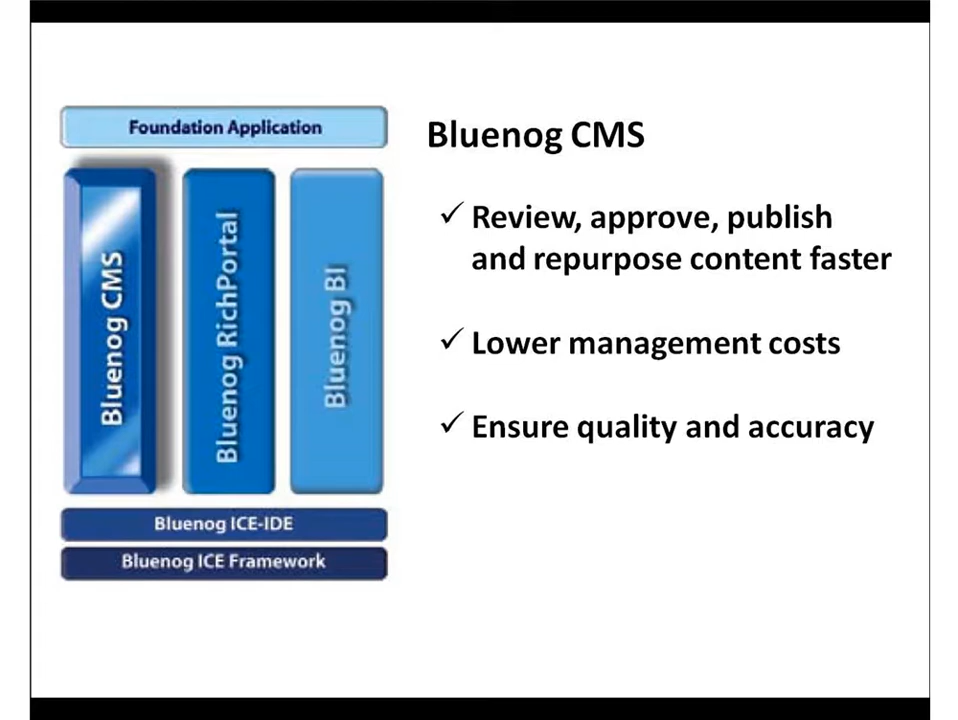 Foundation Application
Bluenog CMS
Bluenog RichPortal
Bluenog BI
Bluenog ICE-IDE
Bluenog ICE Framework
Bluenog CMS
✓ Review, approve, publish
and repurpose content faster
✓ Lower management costs
✓ Ensure quality and accuracy